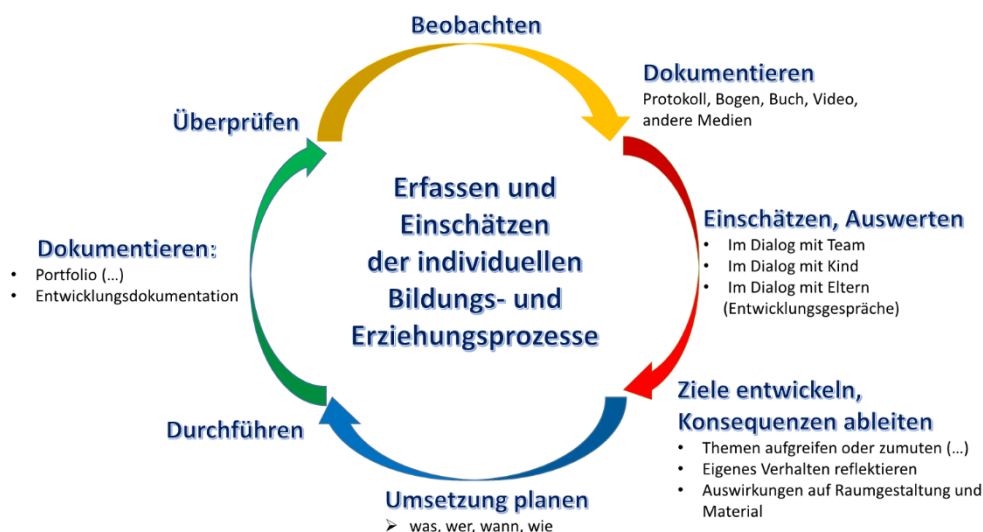 Beobachten
Dokumentieren
Protokoll, Bogen, Buch, Video,
andere Medien
Einschätzen, Auswerten
• Im Dialog mit Team
• Im Dialog mit Kind
• Im Dialog mit Eltern
(Entwicklungsgespräche)
Ziele entwickeln,
Konsequenzen ableiten
• Themen aufgreifen oder zumuten (…)
• Eigenes Verhalten reflektieren
• Auswirkungen auf Raumgestaltung und
Material
Umsetzung planen
➢ was, wer, wann, wie
Durchführen
Dokumentieren:
• Portfolio (…)
• Entwicklungsdokumentation
Überprüfen
Erfassen und
Einschätzen
der individuellen
Bildungs- und
Erziehungsprozesse